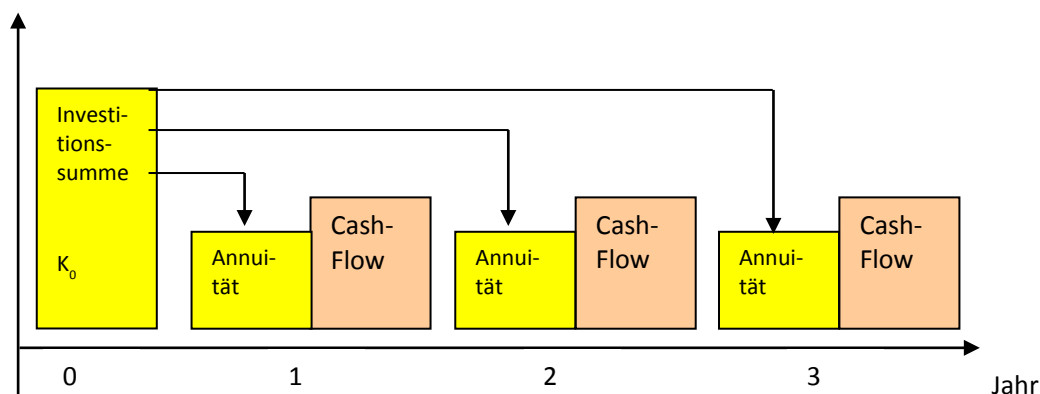 Investi-
tions-
summe
K₀
Annui-
tät
Cash-
Flow
Annui-
tät
Cash-
Flow
Annui-
tät
Cash-
Flow
0 1 2 3 Jahr